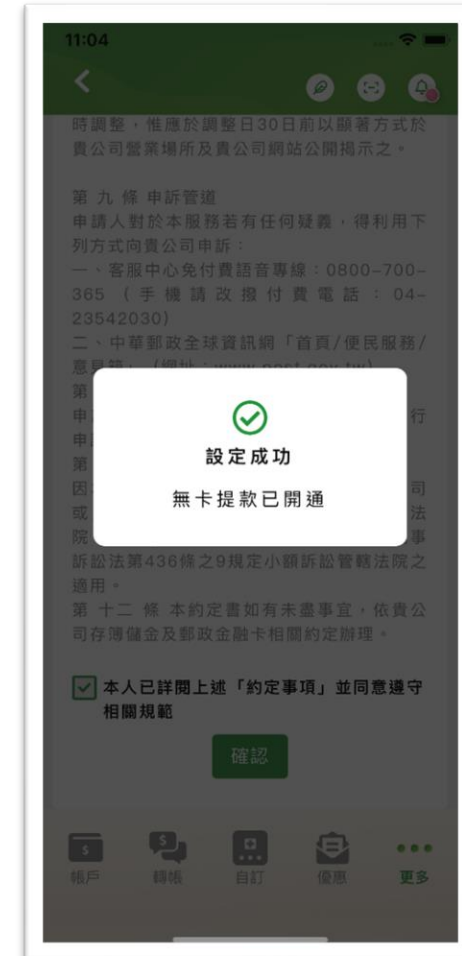 11:04
時調整，惟應於調整日30日前以顯著方式於
貴公司營業場所及貴公司網站公開揭示之。
第 九 條 申訴管道
申請人對於本服務若有任何疑義，得利用下
列方式向貴公司申訴：
一、客服中心免付費語音專線：0800-700-
365 (手機請改撥付費電話：04-
23542030)
二、中華郵政全球資訊網「首頁/便民服務/
第
申 行
申
第
因 司
或 法
院 事
設定成功
無卡提款已開通
訴訟法第436條之9規定小額訴訟管轄法院之
適用。
第 十二 條 本約定書如有未盡事宜，依貴公
司存簿儲金及郵政金融卡相關約定辦理。
本人已詳閱上述「約定事項」並同意遵守
相關規範
確認
帳戶
轉帳
自訂
優惠
更多